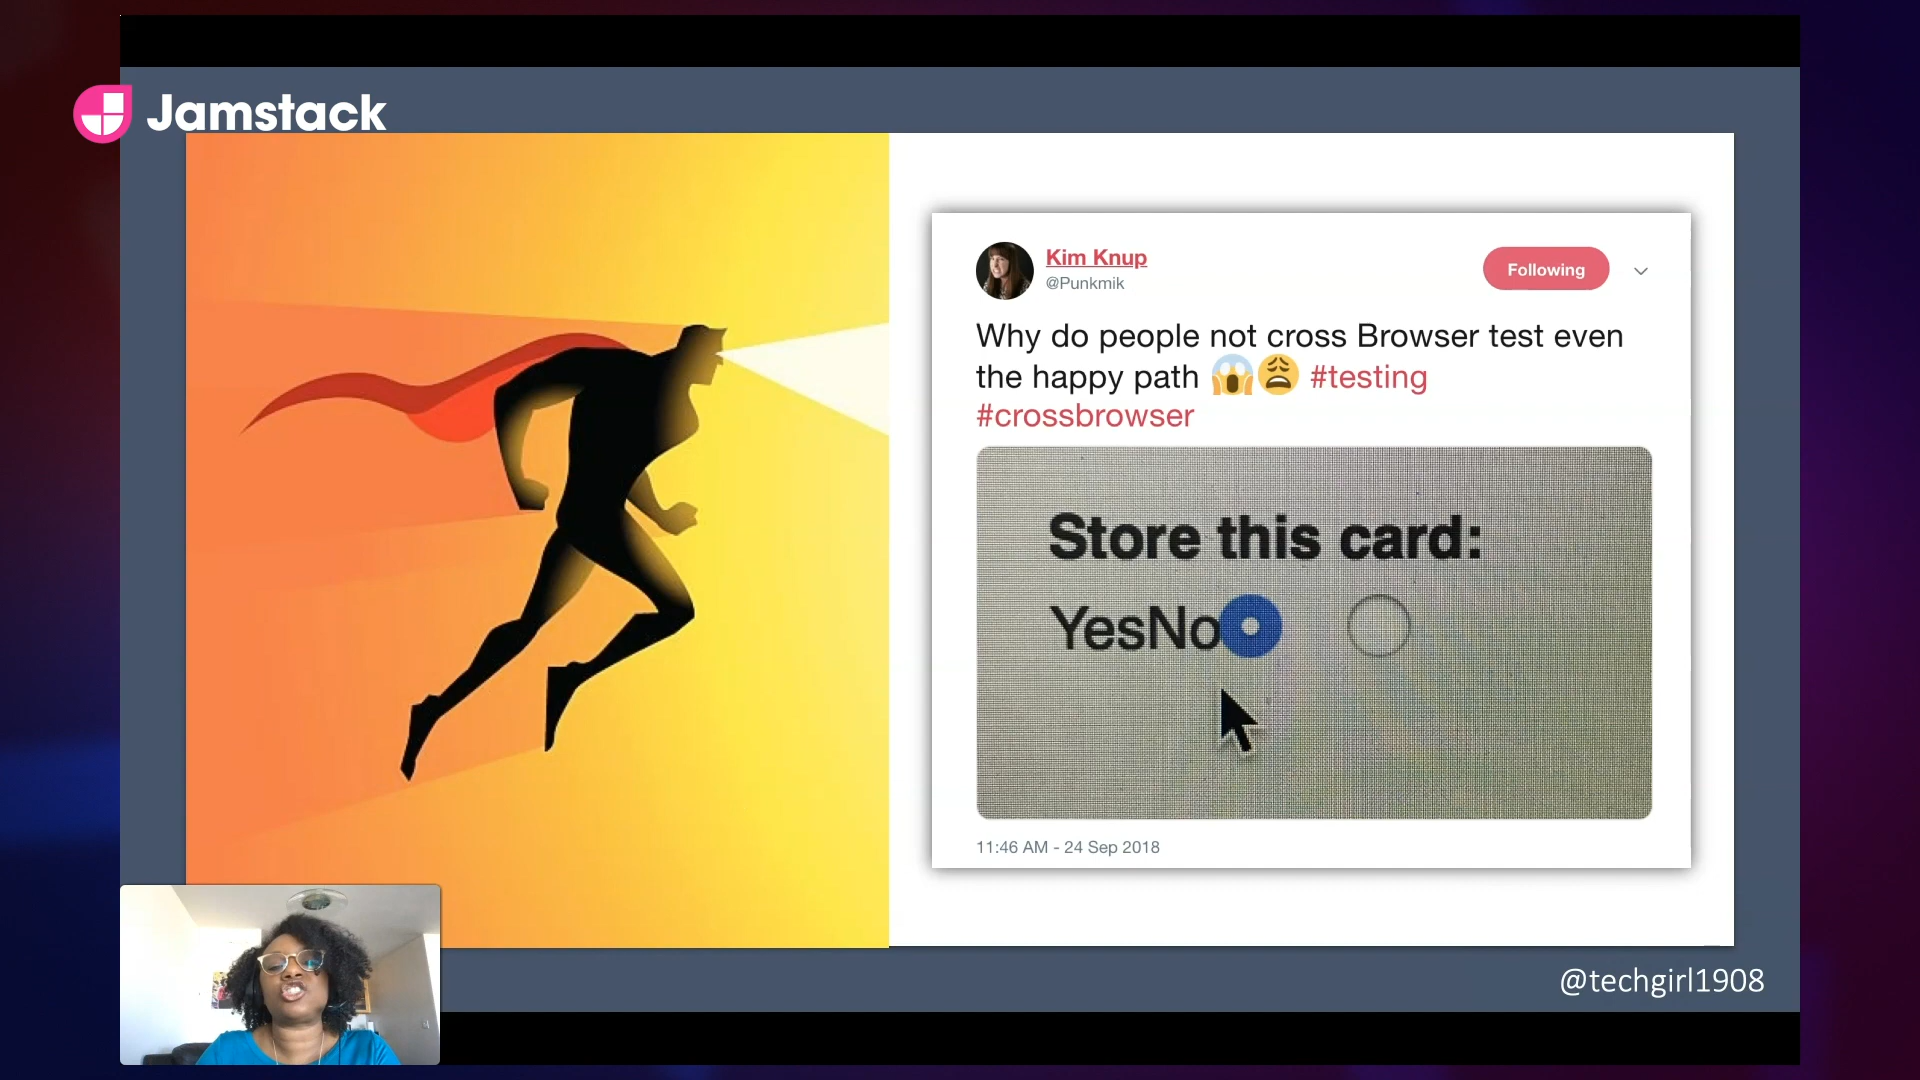 Jamstack
Kim Knup
@Punkmik
Following
Why do people not cross Browser test even
the happy path 😱😩 #testing
#crossbrowser
Store this card:
YesNo
11:46 AM - 24 Sep 2018
@techgirl1908